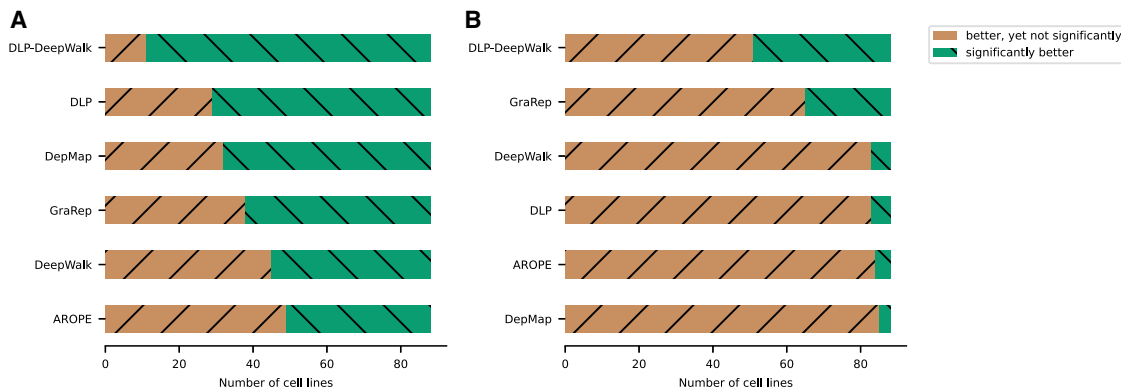 A
DLP-DeepWalk
DLP
DepMap
GraRep
DeepWalk
AROPE
0 20 40 60 80
Number of cell lines
B
DLP-DeepWalk
GraRep
DeepWalk
DLP
AROPE
DepMap
0 20 40 60 80
Number of cell lines
better, yet not significantly
significantly better